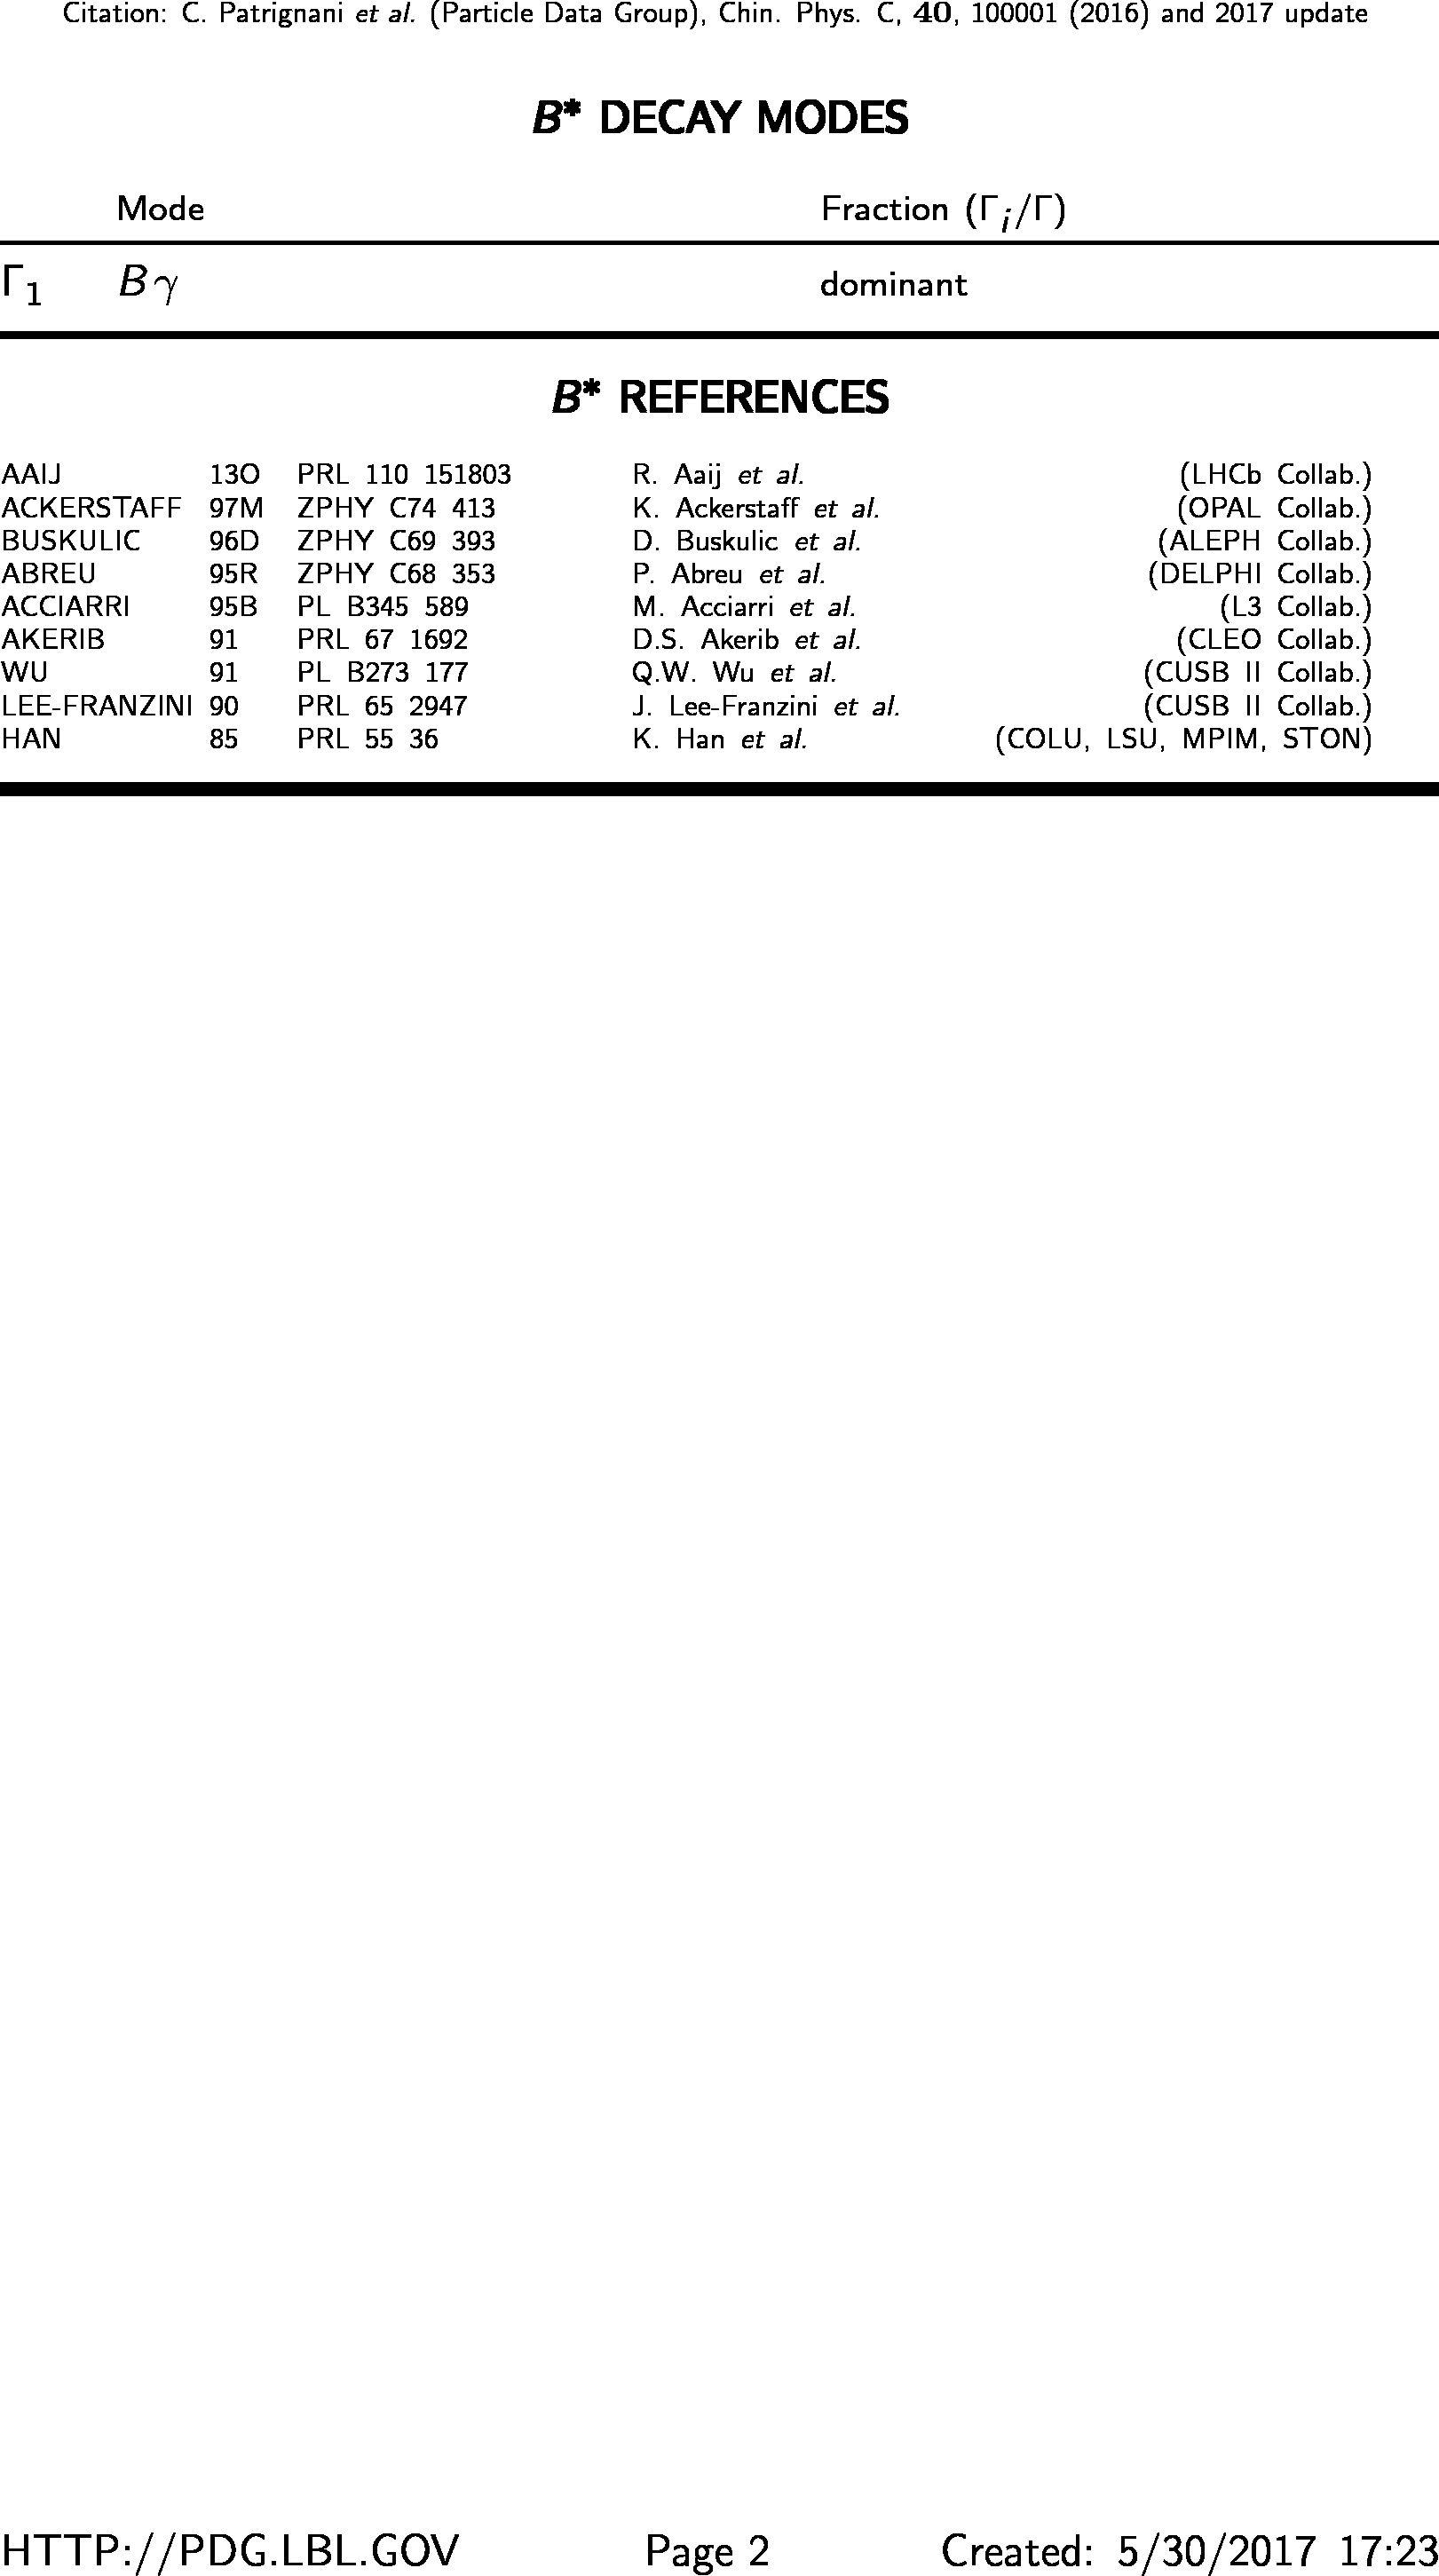 Citation: C. Patrignani et al. (Particle Data Group), Chin. Phys. C, 40, 100001 (2016) and 2017 update
B* DECAY MODES
Mode Fraction (Γi/Γ)
Γ1 Bγ dominant
B* REFERENCES
AAIJ 13O PRL 110 151803 R. Aaij et al. (LHCb Collab.)
ACKERSTAFF 97M ZPHY C74 413 K. Ackerstaff et al. (OPAL Collab.)
BUSKULIC 96D ZPHY C69 393 D. Buskulic et al. (ALEPH Collab.)
ABREU 95R ZPHY C68 353 P. Abreu et al. (DELPHI Collab.)
ACCIARRI 95B PL B345 589 M. Acciarri et al. (L3 Collab.)
AKERIB 91 PRL 67 1692 D.S. Akerib et al. (CLEO Collab.)
WU 91 PL B273 177 Q.W. Wu et al. (CUSB II Collab.)
LEE-FRANZINI 90 PRL 65 2947 J. Lee-Franzini et al. (CUSB II Collab.)
HAN 85 PRL 55 36 K. Han et al. (COLU, LSU, MPIM, STON)
HTTP://PDG.LBL.GOV Page 2 Created: 5/30/2017 17:23